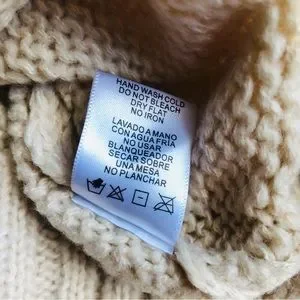 HAND WASH COLD
DO NOT BLEACH
DRY FLAT
NO IRON
LAVADO A MANO
CON AGUA FRÍA
NO USAR
BLANQUEADOR
SECAR SOBRE
UNA MESA
NO PLANCHAR